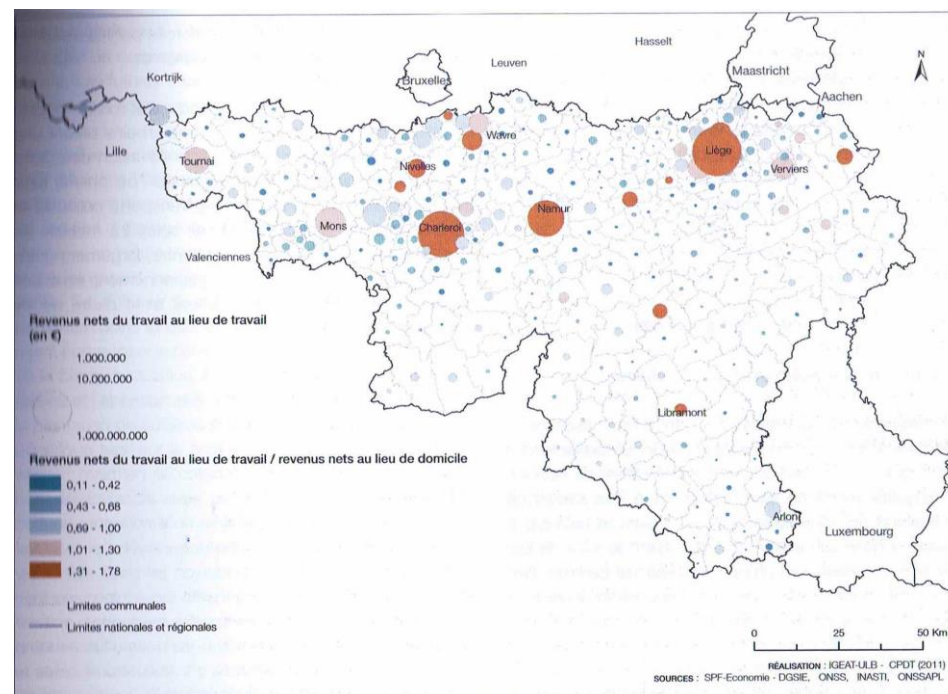 Hasselt
Kortrijk
Leuven
Bruxelles
Maastricht
N
Aachen
Lille
Wavre
Tournai
Nivelles
Liège
Verviers
Mons
Charleroi
Namur
Valenciennes
Revenus nets du travail au lieu de travail
(en €)
1.000.000
10.000.000
1.000.000.000
Libramont
Revenus nets du travail au lieu de travail / revenus nets au lieu de domicile
0,11 - 0,42
0,43 - 0,68
0,69 - 1,00
1,01 - 1,30
1,31 - 1,78
Arlon
Luxembourg
Limites communales
Limites nationales et régionales
0 25 50 Km
RÉALISATION : IGEAT-ULB - CPDT (2011)
SOURCES : SPF-Economie - DGSIE, ONSS, INASTI, ONSSAPL